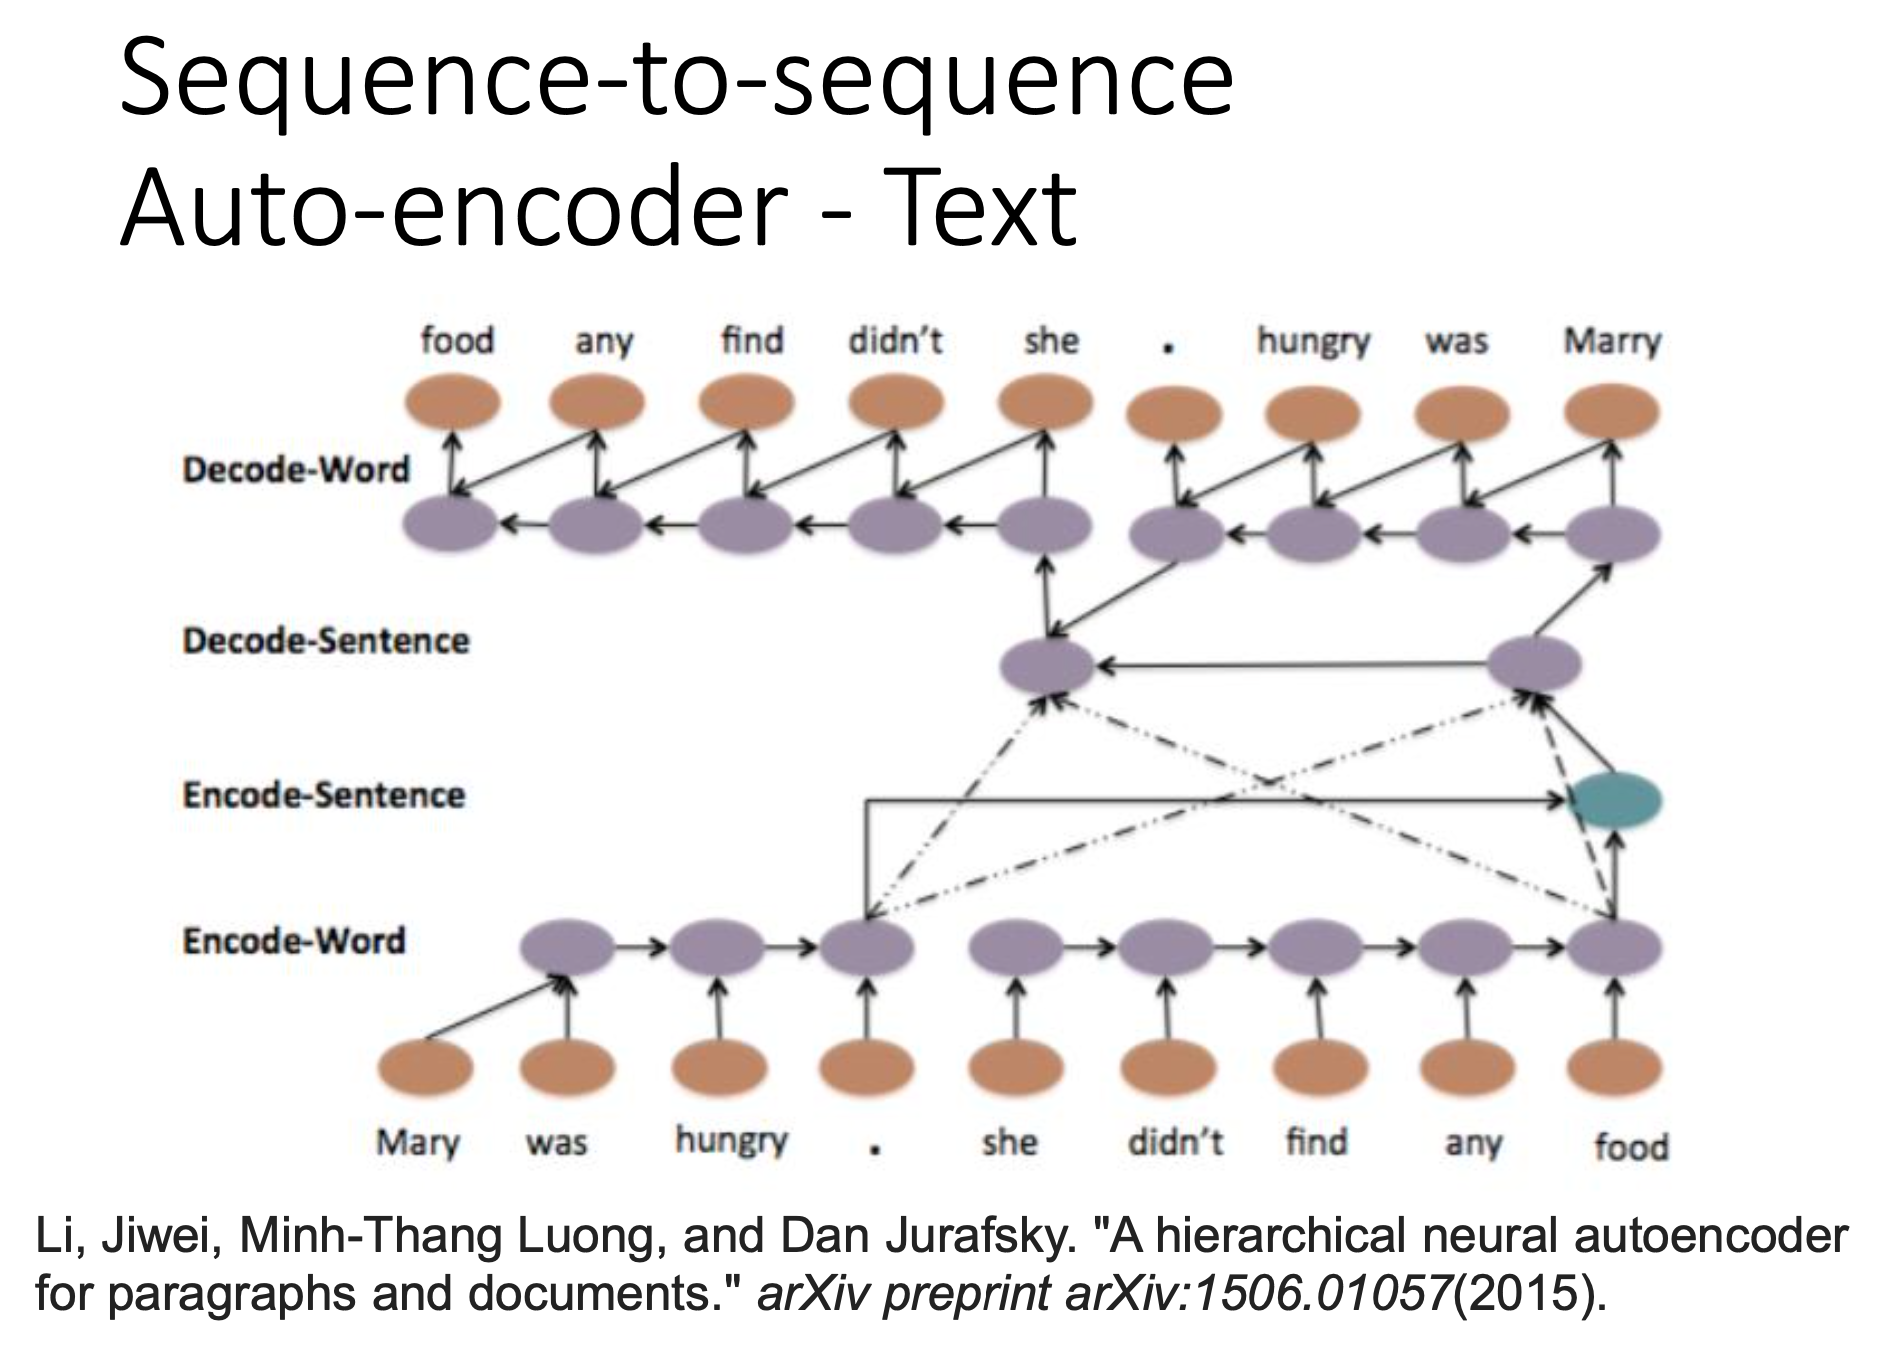 Sequence-to-sequence
Auto-encoder - Text
food any find didn't she . hungry was Marry
Decode-Word
Decode-Sentence
Encode-Sentence
Encode-Word
Mary was hungry . she didn't find any food
Li, Jiwei, Minh-Thang Luong, and Dan Jurafsky. "A hierarchical neural autoencoder
for paragraphs and documents." arXiv preprint arXiv:1506.01057(2015).